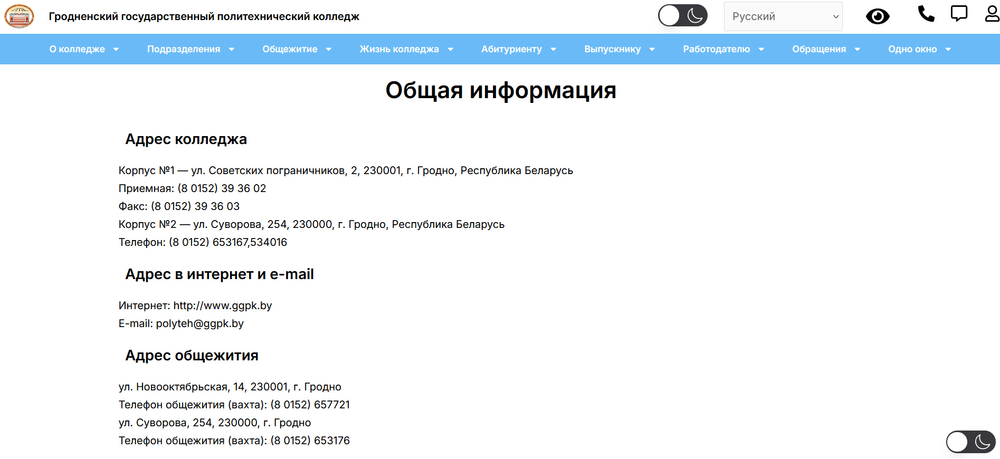 Гродненский государственный политехнический колледж
Русский
О колледже
Подразделения
Общежитие
Жизнь колледжа
Абитуриенту
Выпускнику
Работодателю
Обращения
Одно окно
Общая информация
Адрес колледжа
Корпус №1 — ул. Советских пограничников, 2, 230001, г. Гродно, Республика Беларусь
Приемная: (8 0152) 39 36 02
Факс: (8 0152) 39 36 03
Корпус №2 — ул. Суворова, 254, 230000, г. Гродно, Республика Беларусь
Телефон: (8 0152) 653167,534016
Адрес в интернет и e-mail
Интернет: http://www.ggpk.by
E-mail: polyteh@ggpk.by
Адрес общежития
ул. Новооктябрьская, 14, 230001, г. Гродно
Телефон общежития (вахта): (8 0152) 657721
ул. Суворова, 254, 230000, г. Гродно
Телефон общежития (вахта): (8 0152) 653176